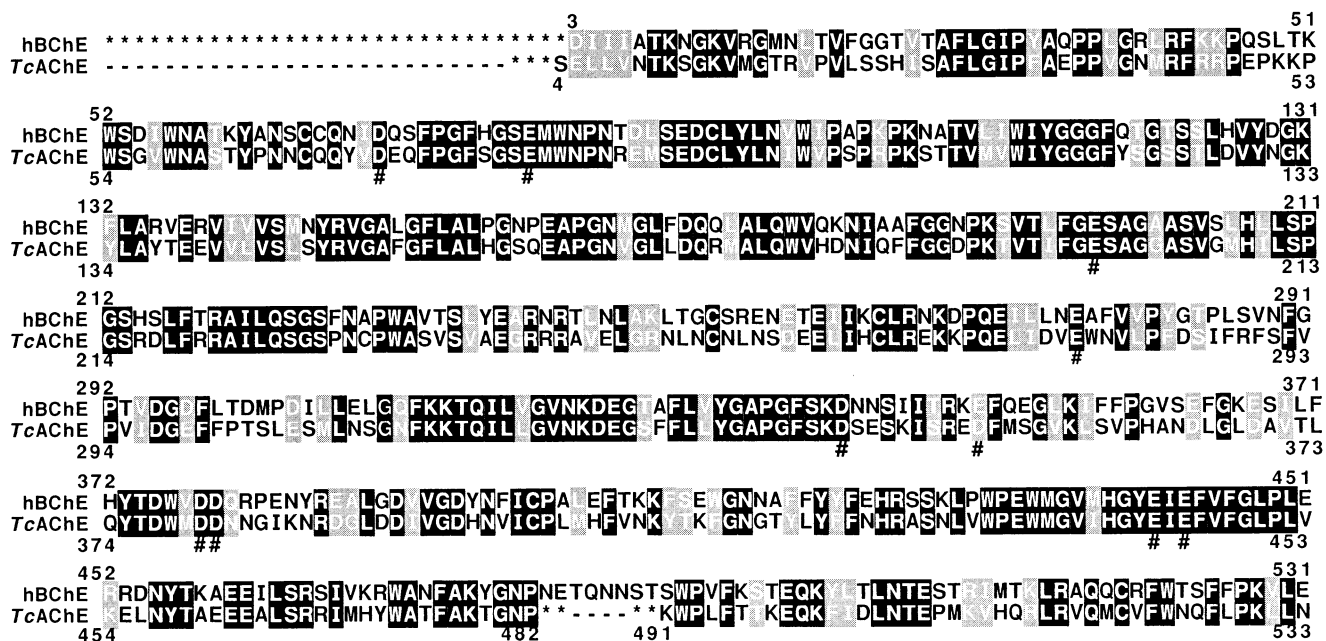 3 51
hBChE * * * * * * * * * * * * * * * * * * * * * * * * * * * * * * * DIIIATKNGKVRGMNLTVFGGTVTAFLGIPYAQPPLGRLRFKKPQSLTK
TcAChE - - - - - - - - - - - - - - - - - - - - - - - - - - - * * * SELLVNTKSGKVMGTRVPVLSSHISAFLGIPFAEPPVGNMRFRRPEPKKP
4 53
52 131
hBChE WSDIWNATKYANSCCQNIDQSFPGFHGSEMWNPNTDLSEDCLYLNVWIPAPKPKNATVLIWIYGGGFQTGTSSLHVYDGK
TcAChE WSGVWNASTYPNNCQQYVDEQFPGFSGSEMWNPNREMSEDCLYLNIWVPSPRPKSTTVMVWIYGGGFYSGSSTLDVYNGK
54 # # 133
132 211
hBChE FLARVERVIVVSMNYRVGALGFLALPGNPEAPGNMGLFDQQLALQWVQKNIAAFGGNPKSVTLFGESAGAASVSLHLLSP
TcAChE YLAYTEEVVLVSLSYRVGAFGFLALHGSQEAPGNVGLLDQRMALQWVHDNIQFFGGDPKTVTIFGESAGGASVGMHILSP
134 # 213
212 291
hBChE GSHSLFTRAILQSGSFNAPWAVTSLYEARNRTLNLAKLTGCSRENETEIIKCLRNKDPQEILLNEAFVVPYGTPLSVNFG
TcAChE GSRDLFRRAILQSGSPNCPWASVSVAEGRRRAVELGRNLNCNLNSDEELIHCLREKKPQELIDVEWNVLPFDSIFRFSFV
214 # 293
292 371
hBChE PTVDGDFLTDMPDILLELGQFKKTQILVGVNKDEGTAFLVYGAPGFSKDNNSIITRKEFQEGLKIFFPGVSEFGKESILF
TcAChE PVIDGEFFPTSLESMLNSGNFKKTQILLGVNKDEGSFFLLYGAPGFSKDSESKISREDFMSGVKLSVPHANDLGLDAVTL
294 # # 373
372 451
hBChE HYTDWVDDQRPENYREALGDVVGDYNFICPALEFTKKFSEWGNNAFFYYFEHRSSKLPWPEWMGVMHGYEIEFVFGLPLE
TcAChE QYTDWMDDNNGIKNRDGLDDIVGDHNVICPLMHFVNKYTKFGNGTYLYFFNHRASNLVWPEWMGVIHGYEIEFVFGLPLV
374 ## # # 453
452 531
hBChE RRDNYTKAEEILSRSIVKRWANFAKYGNPNETQNNSTSWPVFKSTEQKYLTLNTESTRIMTKLRAQQCRFWTSFFPKVLE
TcAChE KELNYTAEEEALSRRIMHYWATFAKTGNP**----**KWPLFTTKEQKFIDLNTEPMKVHQRLRVQMCVFWNQFLPKLLN
454 482 491 533